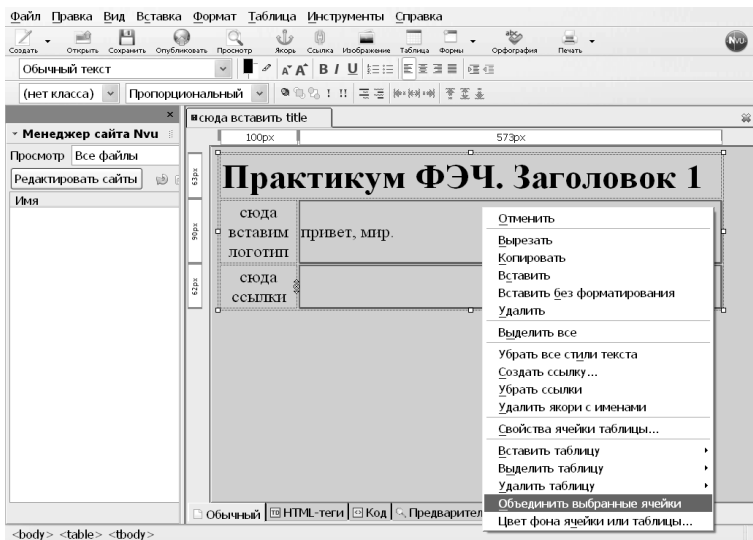 Файл Правка Вид Вставка Формат Таблица Инструменты Справка
Создать Открыть Сохранить Опубликовать Просмотр Якорь Ссылка Изображение Таблица Формы Орфография Печать
Обычный текст
(нет класса) Пропорциональный
сюда вставить title
Менеджер сайта Nvu
100px 573px
Просмотр Все файлы
Редактировать сайты
Имя
63px
Практикум ФЭЧ. Заголовок 1
90px
сюда
вставим
логотип
привет, мир.
62px
сюда
ссылки
Отменить
Вырезать
Копировать
Вставить
Вставить без форматирования
Удалить
Выделить все
Убрать все стили текста
Создать ссылку...
Убрать ссылки
Удалить якори с именами
Свойства ячейки таблицы...
Вставить таблицу
Выделить таблицу
Удалить таблицу
Объединить выбранные ячейки
Цвет фона ячейки или таблицы...
Обычный HTML-теги Код Предварител
<body> <table> <tbody>